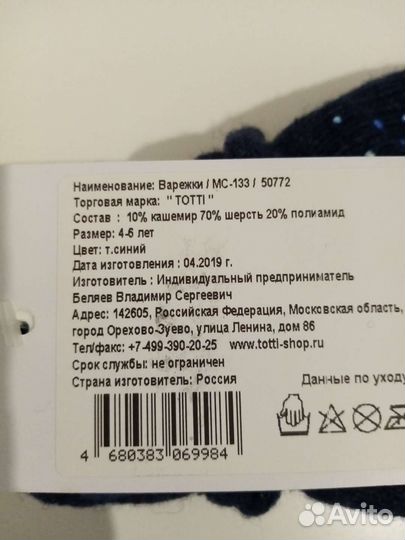 Наименование: Варежки / МС-133 / 50772
Торговая марка: " TOTTI "
Состав : 10% кашемир 70% шерсть 20% полиамид
Размер: 4-6 лет
Цвет: т.синий
Дата изготовления : 04.2019 г.
Изготовитель : Индивидуальный предприниматель
Беляев Владимир Сергеевич
Адрес: 142605, Российская Федерация, Московская область,
город Орехово-Зуево, улица Ленина, дом 86
Тел/факс: +7-499-390-20-25 www.totti-shop.ru
Срок службы: не ограничен
Страна изготовитель: Россия
Данные по уходу
4 680383 069984
Avito